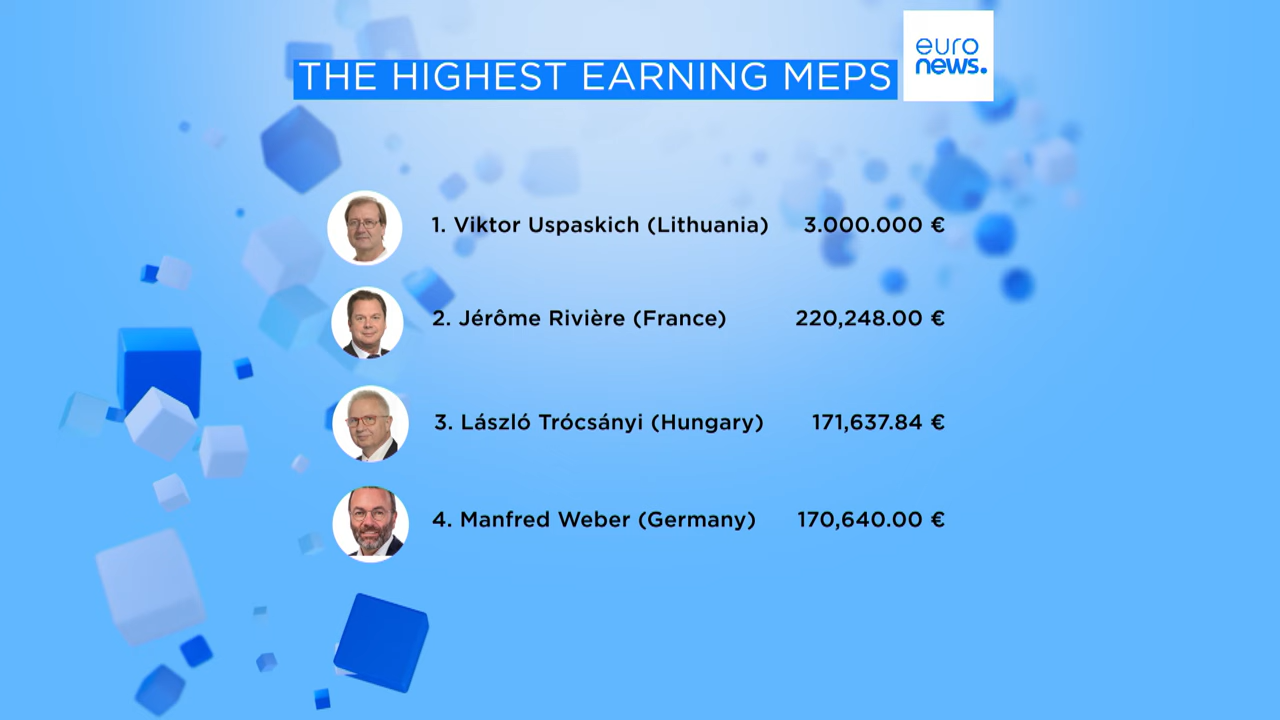 THE HIGHEST EARNING MEPS
euro
news.
1. Viktor Uspaskich (Lithuania) 3.000.000 €
2. Jérôme Rivière (France) 220,248.00 €
3. László Trócsányi (Hungary) 171,637.84 €
4. Manfred Weber (Germany) 170,640.00 €